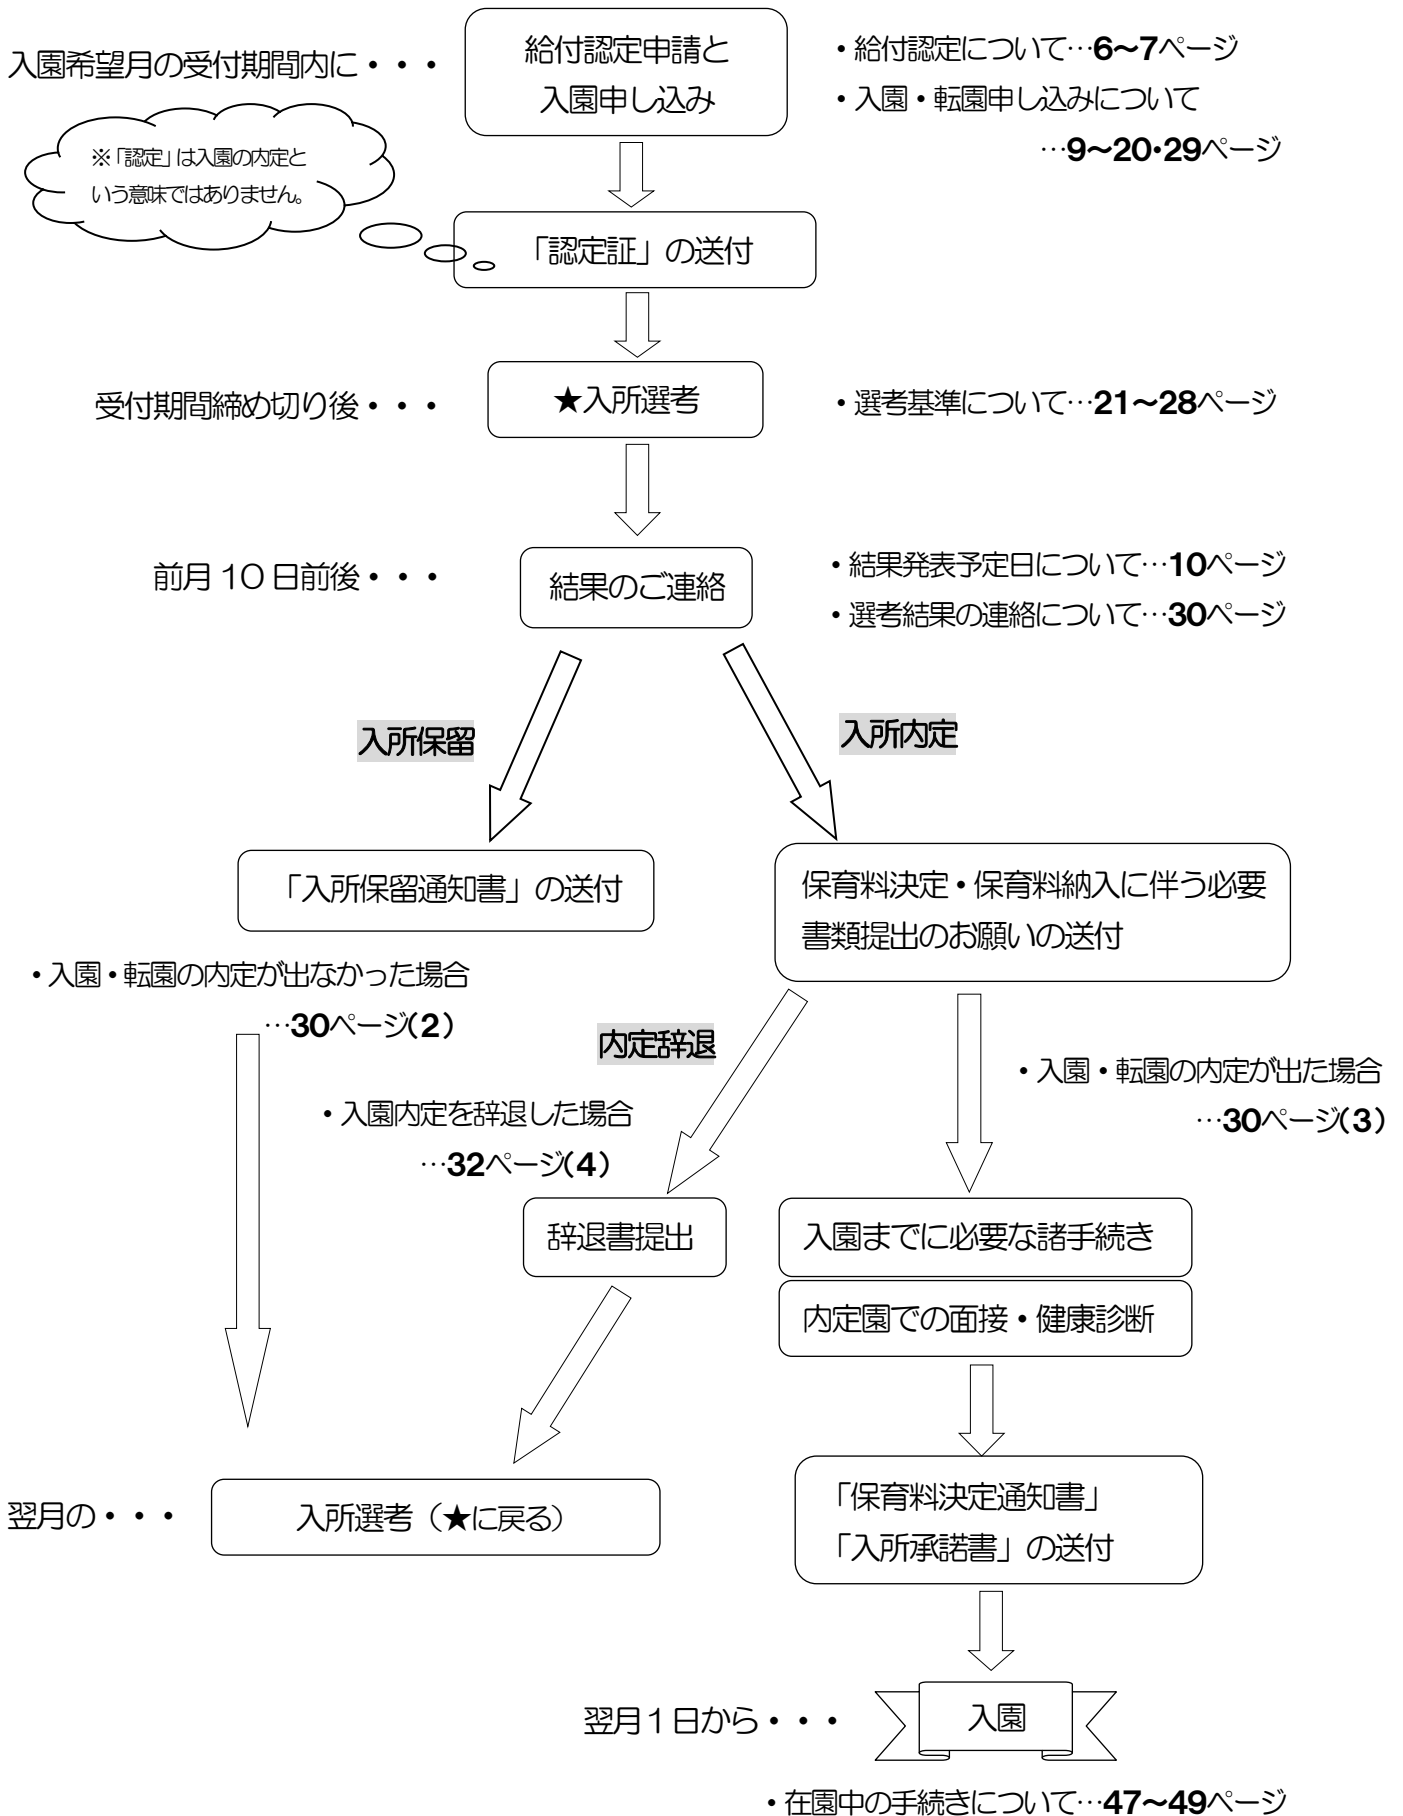 入園希望月の受付期間内に・・・
給付認定申請と
入園申し込み
・給付認定について…6～7ページ
・入園・転園申し込みについて
…9～20・29ページ
※「認定」は入園の内定と
いう意味ではありません。
「認定証」の送付
受付期間締め切り後・・・
★入所選考
・選考基準について…21～28ページ
前月10日前後・・・
結果のご連絡
・結果発表予定日について…10ページ
・選考結果の連絡について…30ページ
入所保留
入所内定
「入所保留通知書」の送付
保育料決定・保育料納入に伴う必要
書類提出のお願いの送付
・入園・転園の内定が出なかった場合
…30ページ(2)
内定辞退
・入園・転園の内定が出た場合
…30ページ(3)
・入園内定を辞退した場合
…32ページ(4)
辞退書提出
入園までに必要な諸手続き
内定園での面接・健康診断
翌月の・・・
入所選考（★に戻る）
「保育料決定通知書」
「入所承諾書」の送付
翌月1日から・・・
入園
・在園中の手続きについて…47～49ページ